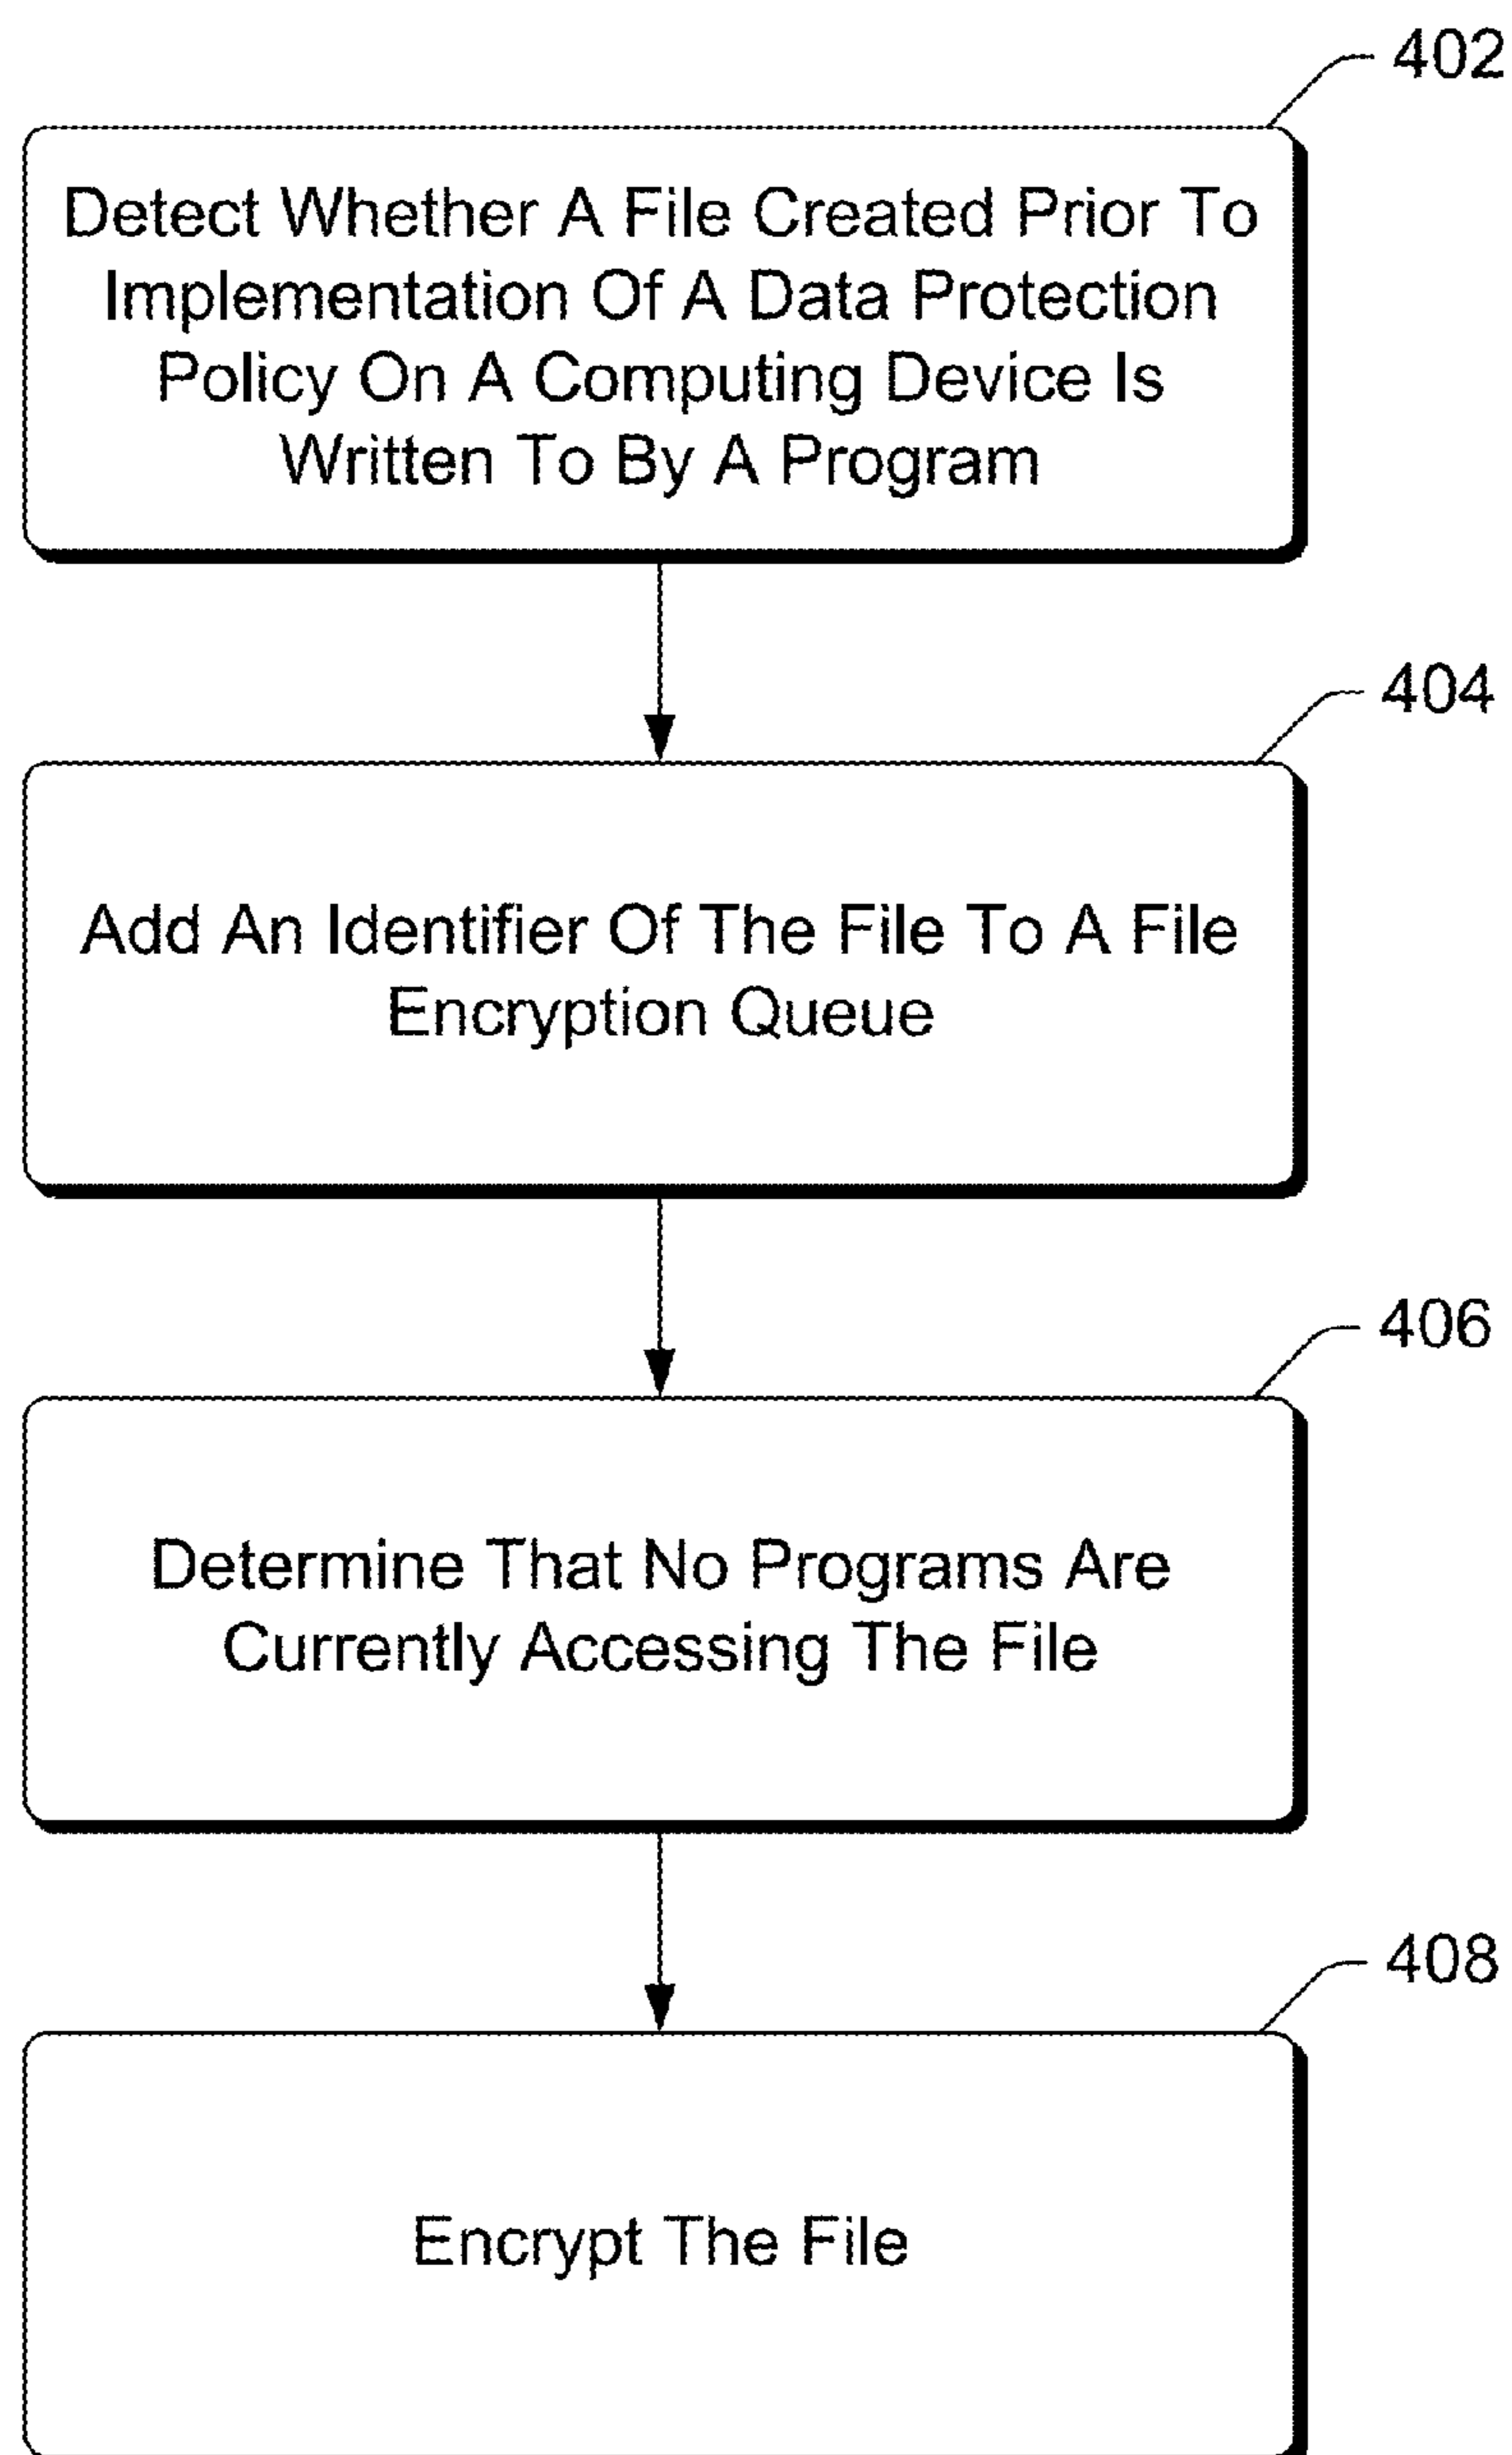 402
Detect Whether A File Created Prior To
Implementation Of A Data Protection
Policy On A Computing Device Is
Written To By A Program
404
Add An Identifier Of The File To A File
Encryption Queue
406
Determine That No Programs Are
Currently Accessing The File
408
Encrypt The File